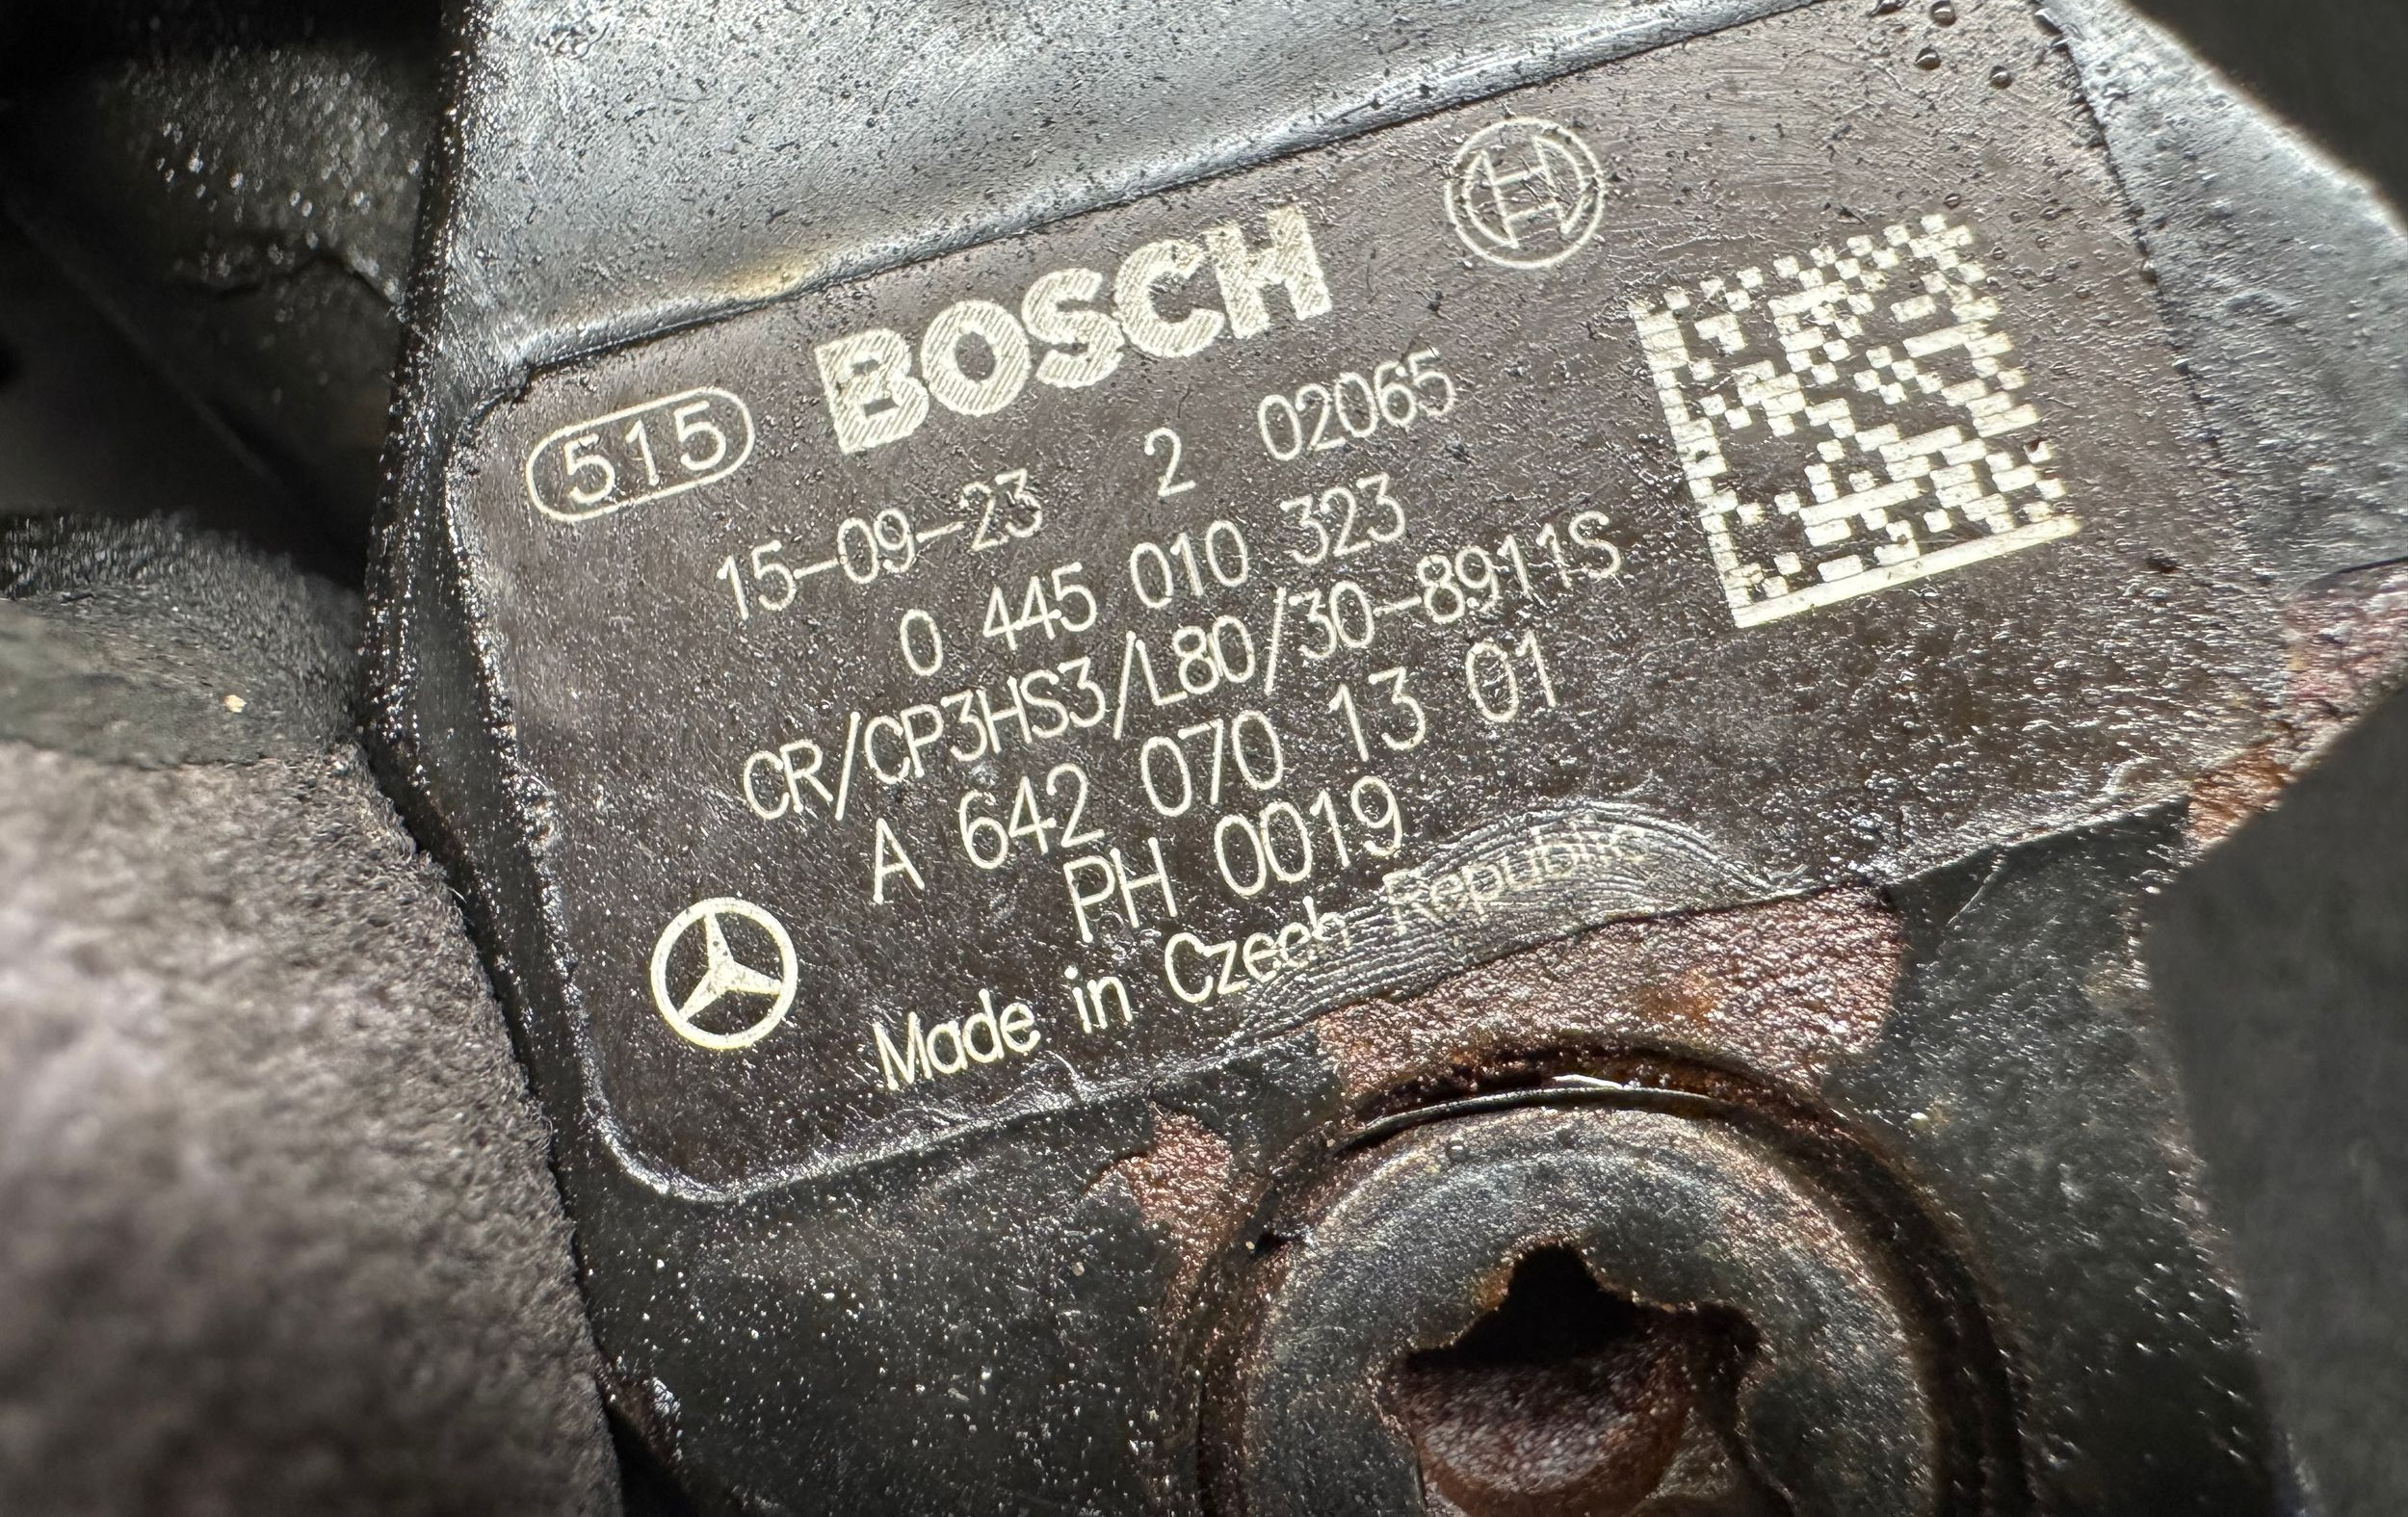 BOSCH
515
15-09-23 2 02065
0 445 010 323
CR/CP3HS3/L80/30-8911S
A 642 070 13 01
PH 0019
Made in Czech Republic